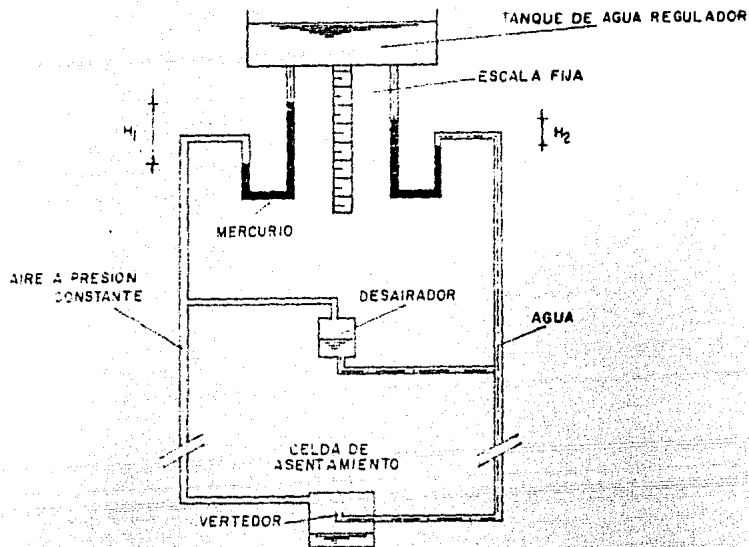 TANQUE DE AGUA REGULADOR
ESCALA FIJA
H1
H2
MERCURIO
AIRE A PRESION
CONSTANTE
DESAIRADOR
AGUA
CELDA DE
ASENTAMIENTO
VERTEDOR